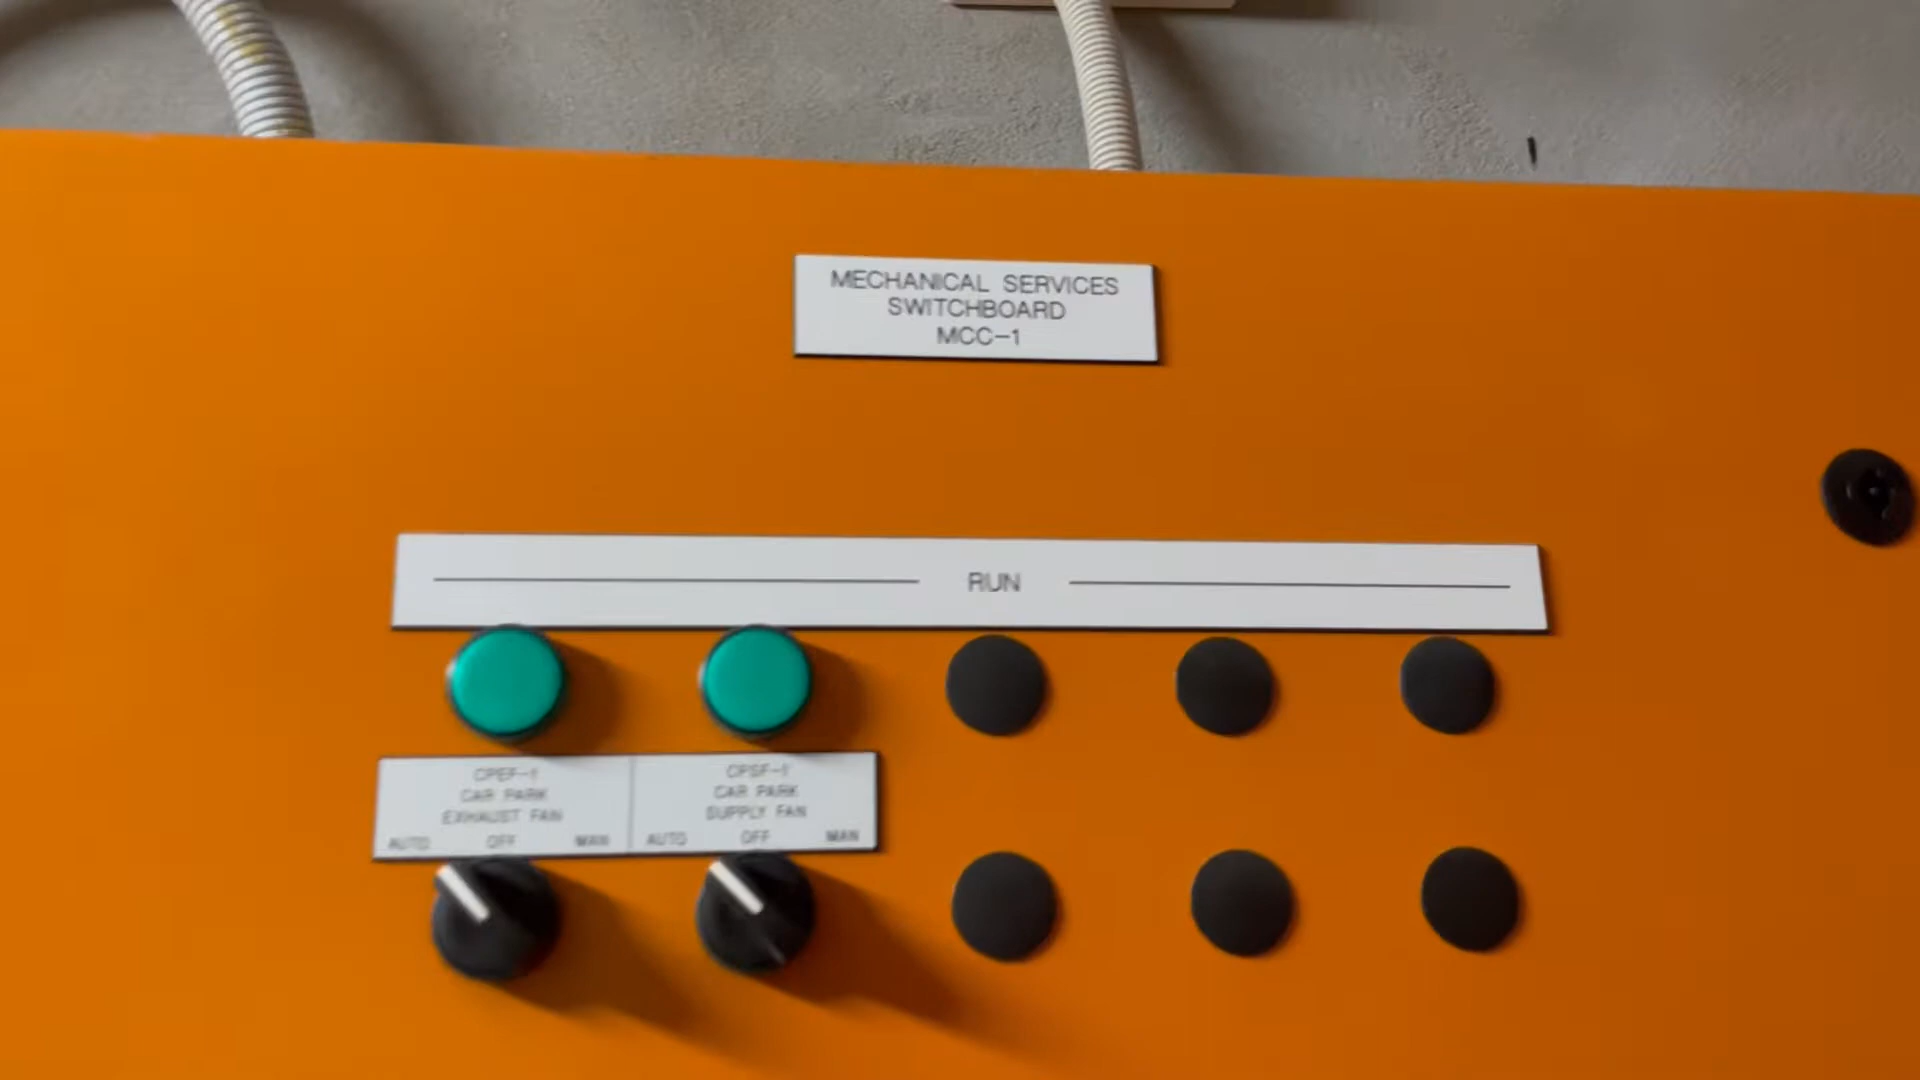 MECHANICAL SERVICES
SWITCHBOARD
MCC-1
RUN
CPEF-1
CAR PARK
EXHAUST FAN
AUTO OFF MAN
CPSF-1
CAR PARK
SUPPLY FAN
AUTO OFF MAN